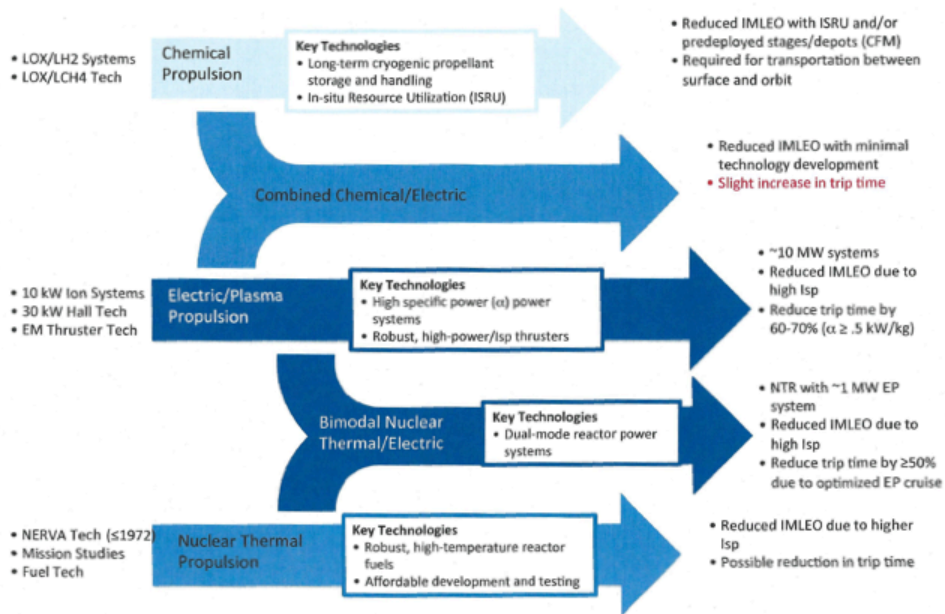 • LOX/LH2 Systems
• LOX/LCH4 Tech
Chemical
Propulsion
Key Technologies
• Long-term cryogenic propellant
storage and handling
• In-situ Resource Utilization (ISRU)
• Reduced IMLEO with ISRU and/or
predeployed stages/depots (CFM)
• Required for transportation between
surface and orbit
Combined Chemical/Electric
• Reduced IMLEO with minimal
technology development
• Slight increase in trip time
• 10 kW Ion Systems
• 30 kW Hall Tech
• EM Thruster Tech
Electric/Plasma
Propulsion
Key Technologies
• High specific power (α) power
systems
• Robust, high-power/Isp thrusters
• ~10 MW systems
• Reduced IMLEO due to
high Isp
• Reduce trip time by
60-70% (α ≥ .5 kW/kg)
Bimodal Nuclear
Thermal/Electric
Key Technologies
• Dual-mode reactor power
systems
• NTR with ~1 MW EP
system
• Reduced IMLEO due to
high Isp
• Reduce trip time by ≥50%
due to optimized EP cruise
• NERVA Tech (≤1972)
• Mission Studies
• Fuel Tech
Nuclear Thermal
Propulsion
Key Technologies
• Robust, high-temperature reactor
fuels
• Affordable development and testing
• Reduced IMLEO due to higher
Isp
• Possible reduction in trip time